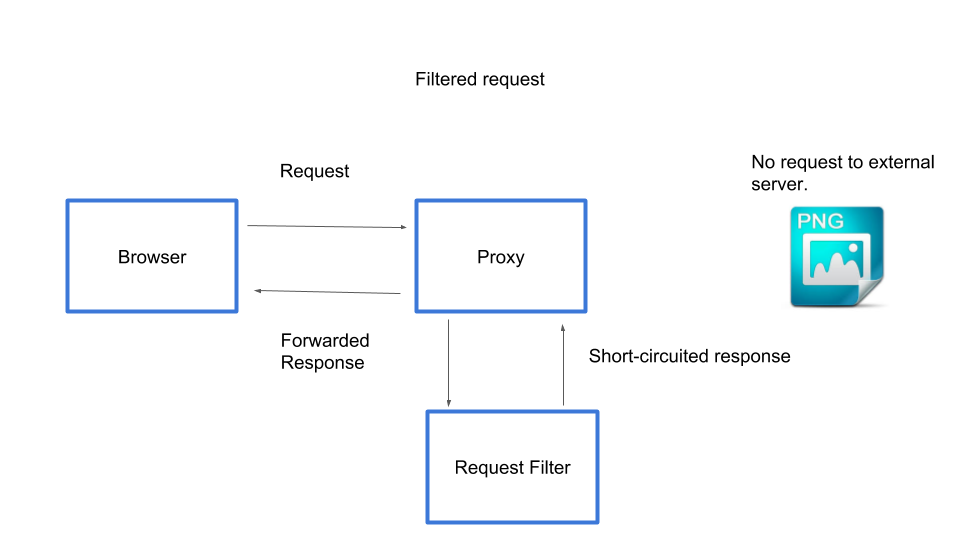 Filtered request
No request to external
server.
Request
PNG
Browser
Proxy
Forwarded
Response
Short-circuited response
Request Filter